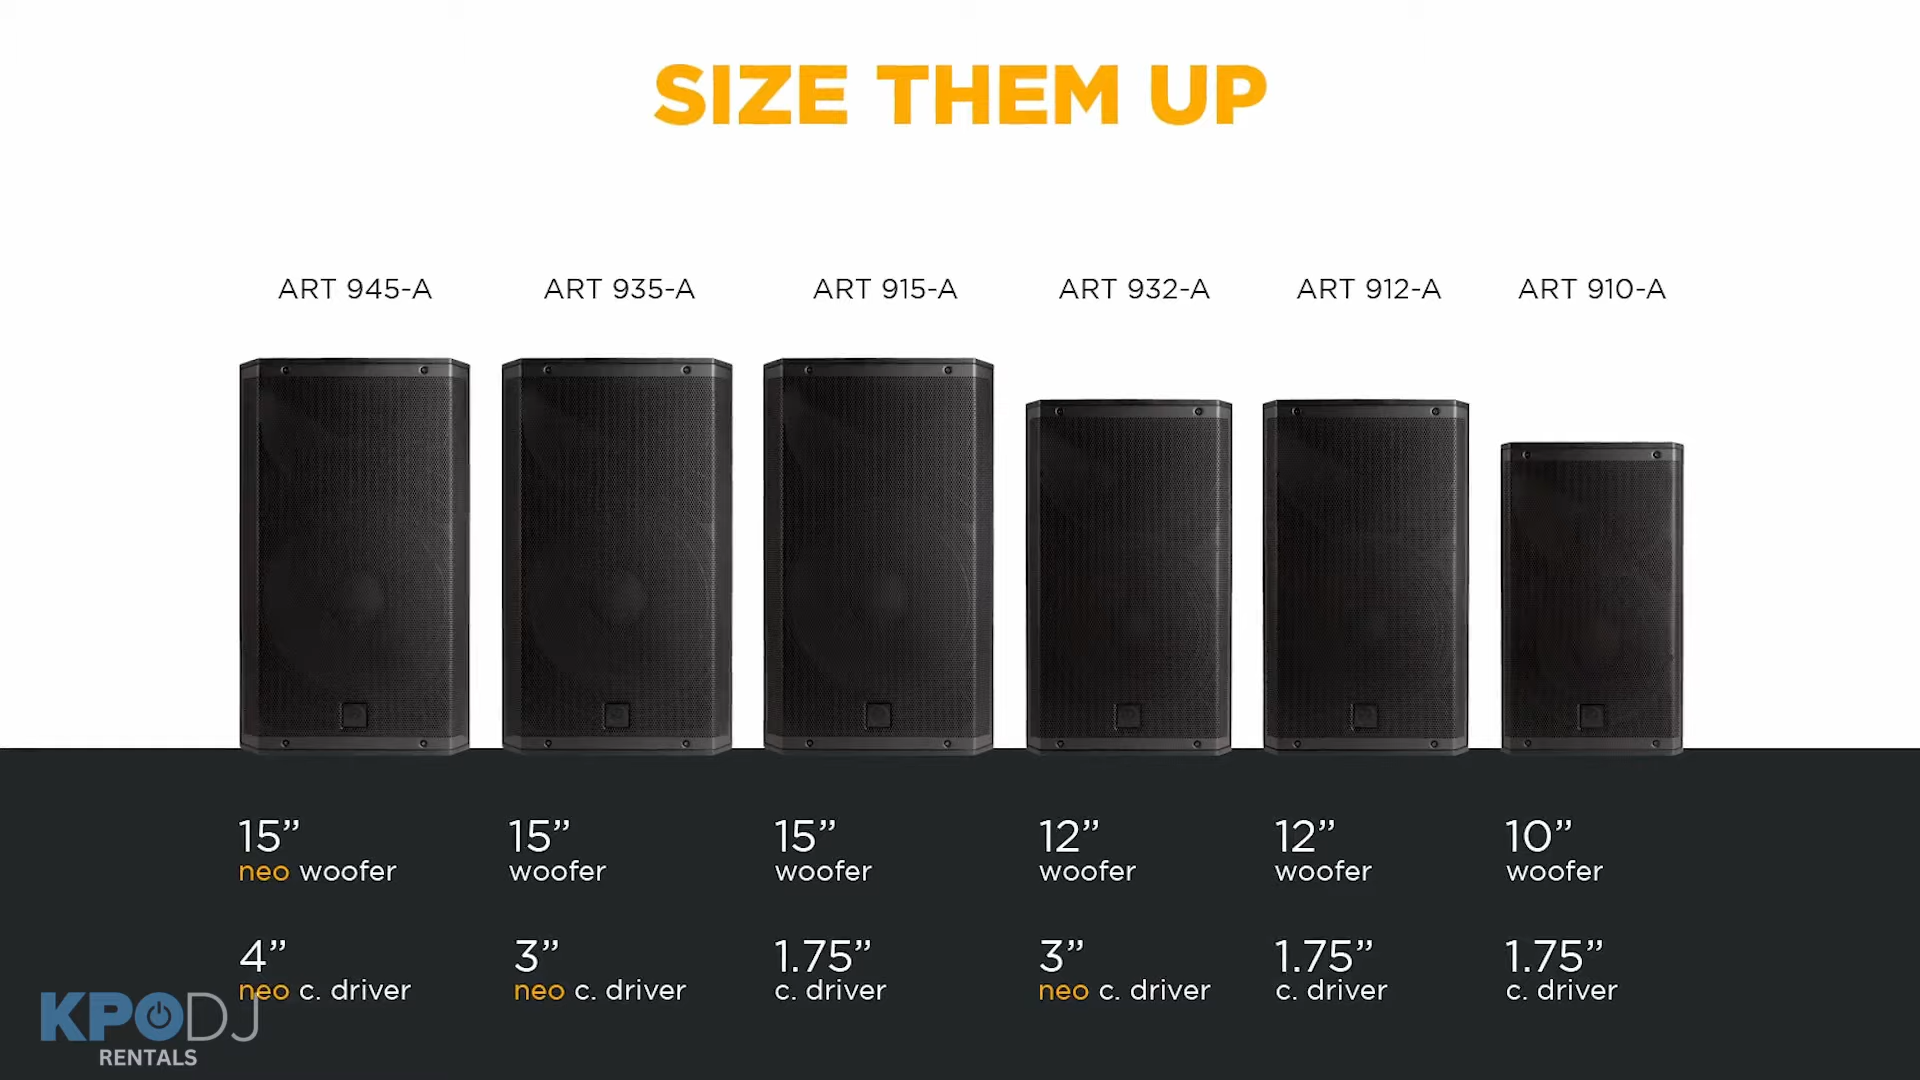 SIZE THEM UP
ART 945-A
ART 935-A
ART 915-A
ART 932-A
ART 912-A
ART 910-A
15”
neo woofer
15”
woofer
15”
woofer
12”
woofer
12”
woofer
10”
woofer
4”
neo c. driver
3”
neo c. driver
1.75”
c. driver
3”
neo c. driver
1.75”
c. driver
1.75”
c. driver
KPODJ
RENTALS